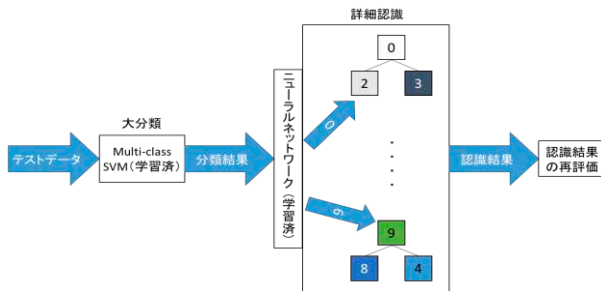 詳細認識
0
2
3
大分類
テストデータ
Multi-class
SVM(学習済)
分類結果
ニューラルネットワーク(学習済)
0
9
9
8
4
認識結果
認識結果
の再評価